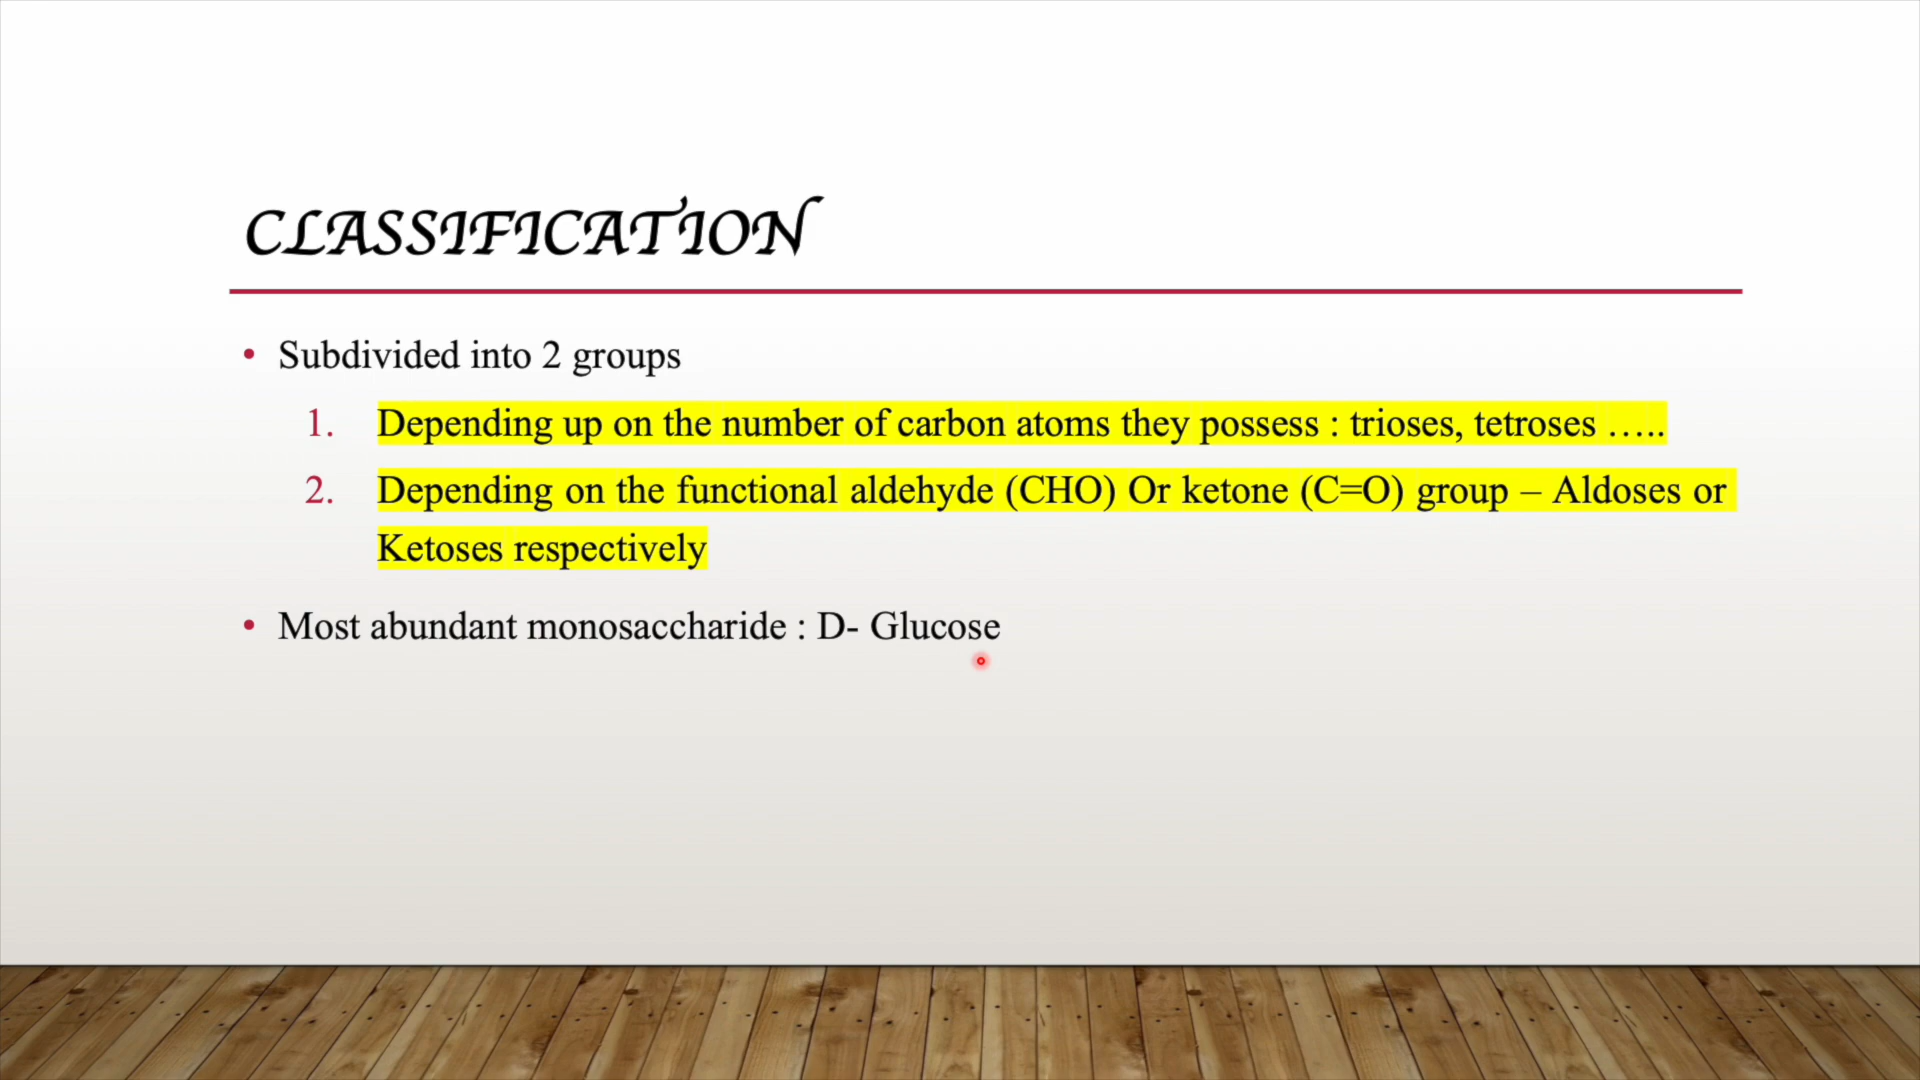 CLASSIFICATION
• Subdivided into 2 groups
1. Depending up on the number of carbon atoms they possess : trioses, tetroses …..
2. Depending on the functional aldehyde (CHO) Or ketone (C=O) group – Aldoses or
Ketoses respectively
• Most abundant monosaccharide : D- Glucose